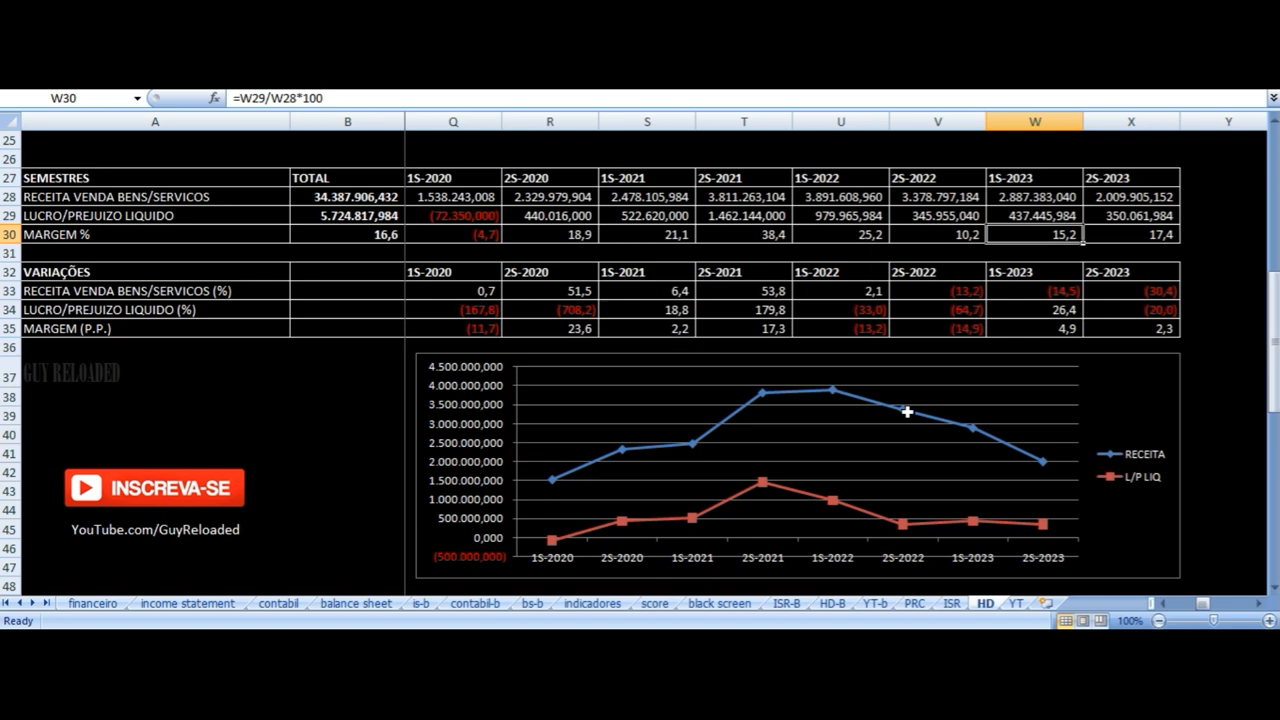 W30 fx =W29/W28*100
A B Q R S T U V W X Y
25
26
27 SEMESTRES TOTAL 1S-2020 2S-2020 1S-2021 2S-2021 1S-2022 2S-2022 1S-2023 2S-2023
28 RECEITA VENDA BENS/SERVICOS 34.387.906,432 1.538.243,008 2.329.979,904 2.478.105,984 3.811.263,104 3.891.608,960 3.378.797,184 2.887.383,040 2.009.905,152
29 LUCRO/PREJUIZO LIQUIDO 5.724.817,984 (72.350,000) 440.016,000 522.620,000 1.462.144,000 979.965,984 345.955,040 437.445,984 350.061,984
30 MARGEM % 16,6 (4,7) 18,9 21,1 38,4 25,2 10,2 15,2 17,4
31
32 VARIAÇÕES 1S-2020 2S-2020 1S-2021 2S-2021 1S-2022 2S-2022 1S-2023 2S-2023
33 RECEITA VENDA BENS/SERVICOS (%) 0,7 51,5 6,4 53,8 2,1 (13,2) (14,5) (30,4)
34 LUCRO/PREJUIZO LIQUIDO (%) (167,8) (708,2) 18,8 179,8 (33,0) (64,7) 26,4 (20,0)
35 MARGEM (P.P.) (11,7) 23,6 2,2 17,3 (13,2) (14,9) 4,9 2,3
36
37 GUY RELOADED
38
39
40
41
42
43
44
45
46
47
48
4.500.000,000
4.000.000,000
3.500.000,000
3.000.000,000
2.500.000,000
2.000.000,000
1.500.000,000
1.000.000,000
500.000,000
0,000
(500.000,000)
1S-2020 2S-2020 1S-2021 2S-2021 1S-2022 2S-2022 1S-2023 2S-2023
RECEITA
L/P LIQ
INSCREVA-SE
YouTube.com/GuyReloaded
financeiro income statement contabil balance sheet is-b contabil-b bs-b indicadores score black screen ISR-B HD-B YT-b PRC ISR HD YT
Ready 100%